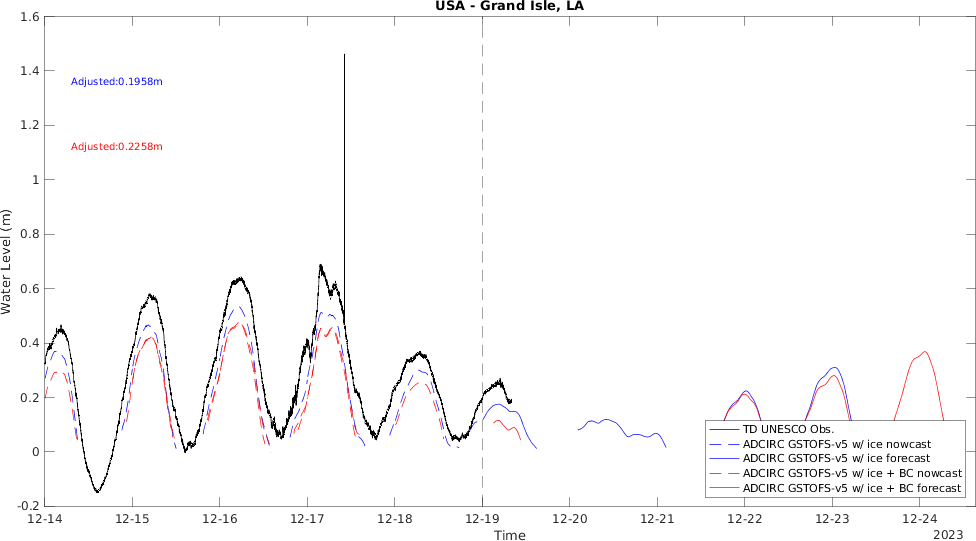 USA - Grand Isle, LA
1.6
1.4
Adjusted:0.1958m
1.2
Adjusted:0.2258m
1
0.8
Water Level (m)
0.6
0.4
0.2
0
-0.2
TD UNESCO Obs.
ADCIRC GSTOFS-v5 w/ ice nowcast
ADCIRC GSTOFS-v5 w/ ice forecast
ADCIRC GSTOFS-v5 w/ ice + BC nowcast
ADCIRC GSTOFS-v5 w/ ice + BC forecast
12-14 12-15 12-16 12-17 12-18 12-19 12-20 12-21 12-22 12-23 12-24
Time
2023